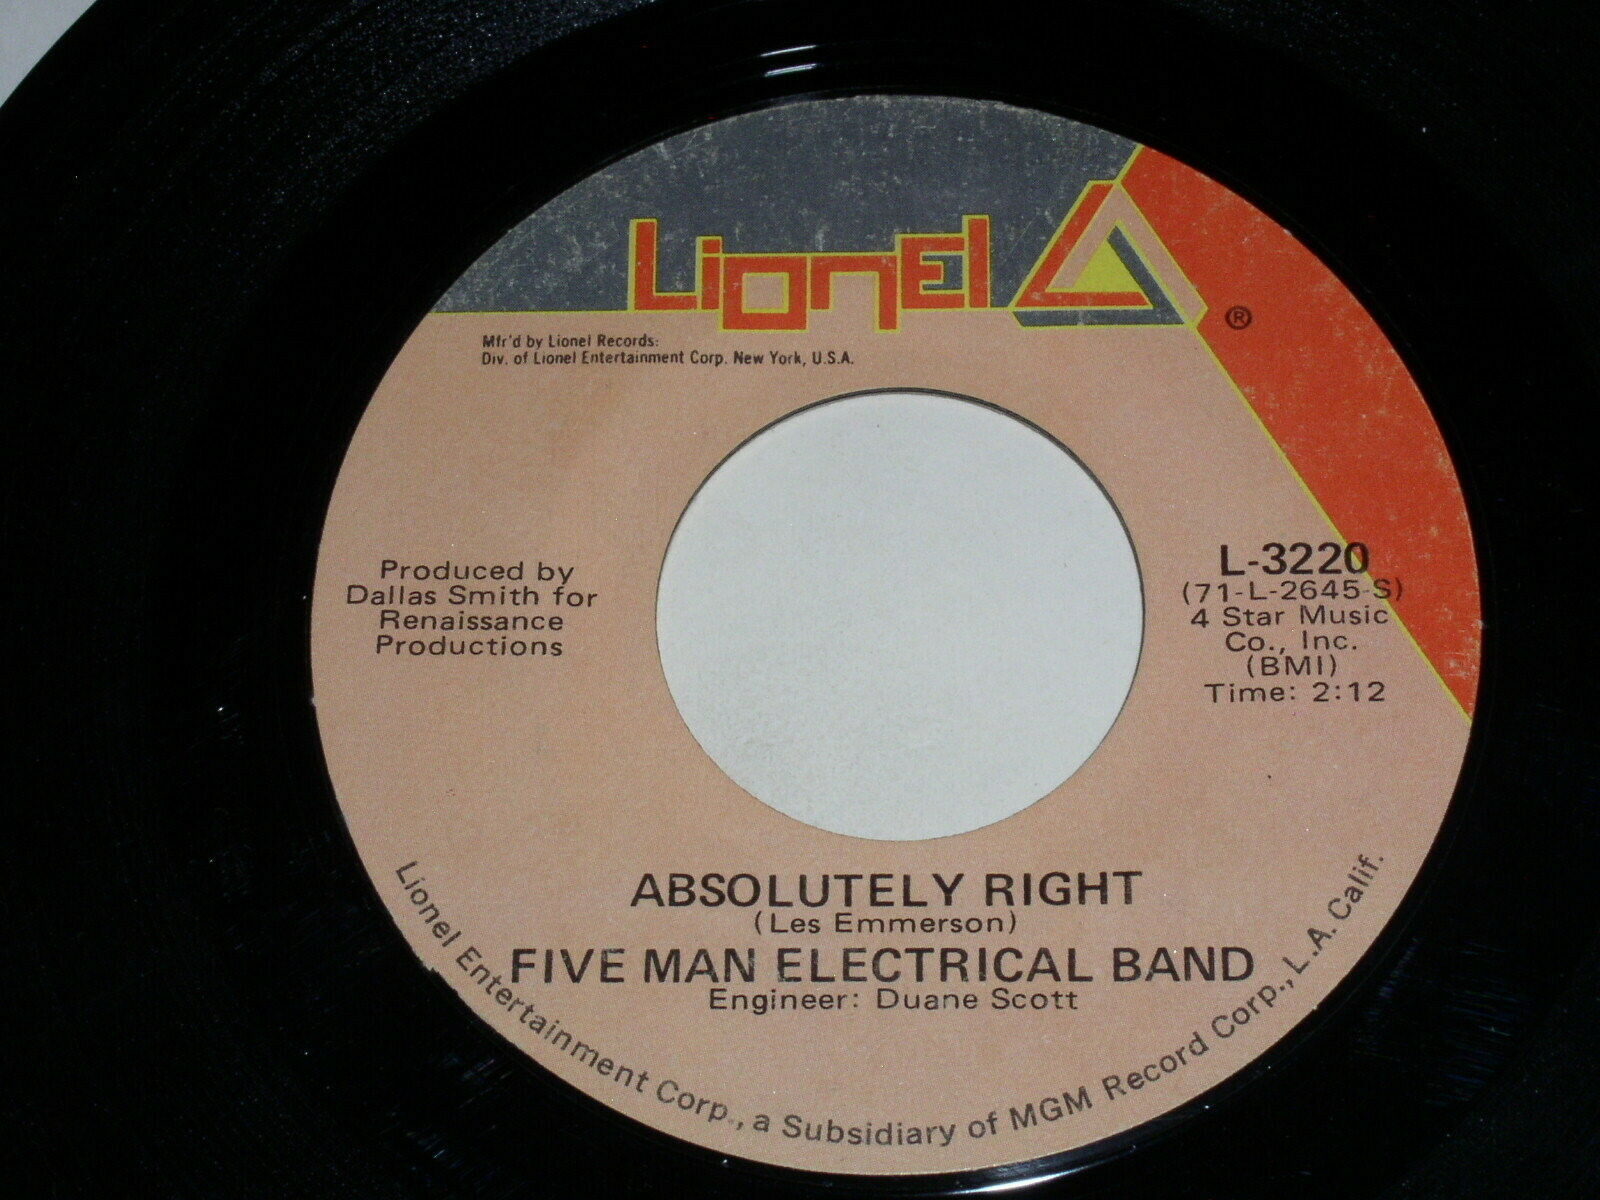 Lionel
®
Mfr'd by Lionel Records:
Div. of Lionel Entertainment Corp. New York, U.S.A.
Produced by
Dallas Smith for
Renaissance
Productions
L-3220
(71-L-2645-S)
4 Star Music
Co., Inc.
(BMI)
Time: 2:12
ABSOLUTELY RIGHT
(Les Emmerson)
FIVE MAN ELECTRICAL BAND
Engineer: Duane Scott
Lionel Entertainment Corp., a Subsidiary of MGM Record Corp., L.A. Calif.